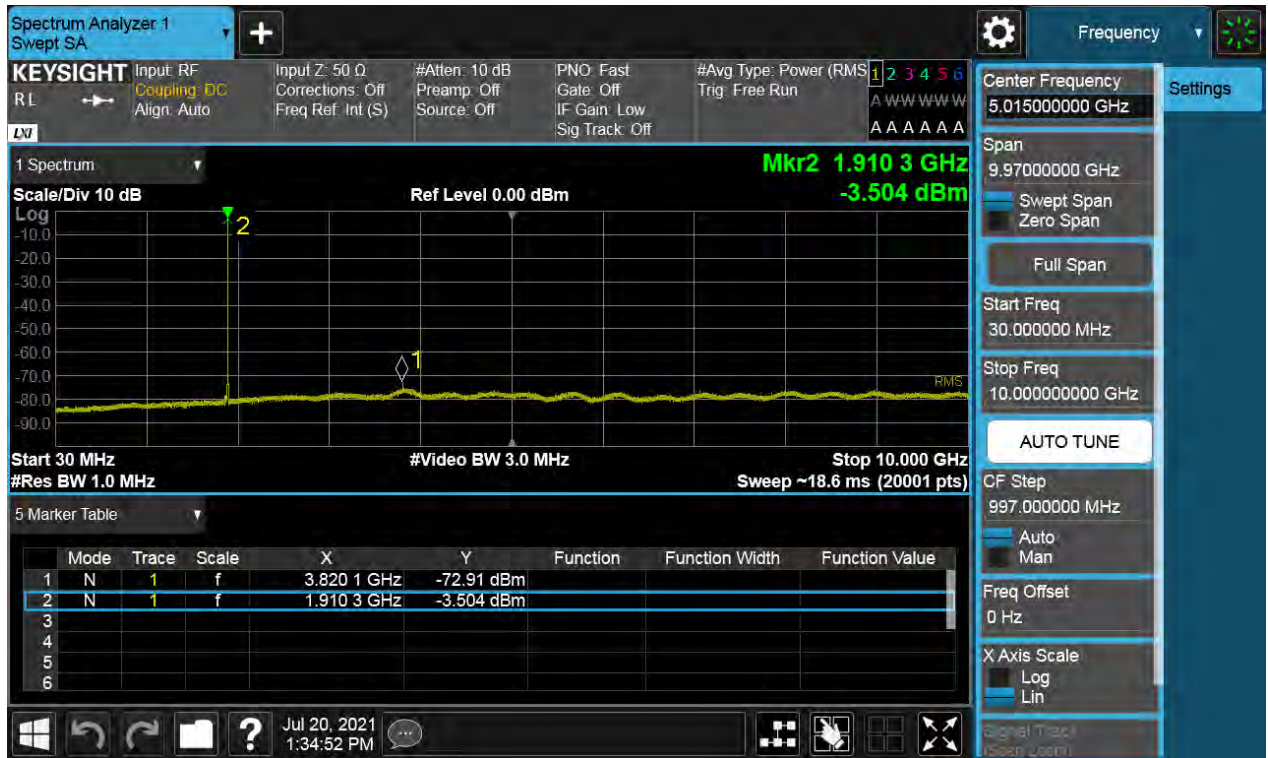 Spectrum Analyzer 1
Swept SA
Frequency
KEYSIGHT
RL
LXI
Input: RF
Coupling: DC
Align: Auto
Input Z: 50 Ω
Corrections: Off
Freq Ref: Int (S)
#Atten: 10 dB
Preamp: Off
Source: Off
PNO: Fast
Gate: Off
IF Gain: Low
Sig Track: Off
#Avg Type: Power (RMS
Trig: Free Run
1 2 3 4 5 6
A W W W W W
A A A A A A
1 Spectrum
Mkr2 1.910 3 GHz
-3.504 dBm
Scale/Div 10 dB
Ref Level 0.00 dBm
Log
-10.0
-20.0
-30.0
-40.0
-50.0
-60.0
-70.0
-80.0
-90.0
2
1
RMS
Start 30 MHz
#Video BW 3.0 MHz
Stop 10.000 GHz
#Res BW 1.0 MHz
Sweep ~18.6 ms (20001 pts)
5 Marker Table
Mode Trace Scale X Y Function Function Width Function Value
1 N 1 f 3.820 1 GHz -72.91 dBm
2 N 1 f 1.910 3 GHz -3.504 dBm
3
4
5
6
Jul 20, 2021
1:34:52 PM
Center Frequency
5.015000000 GHz
Settings
Span
9.97000000 GHz
Swept Span
Zero Span
Full Span
Start Freq
30.000000 MHz
Stop Freq
10.000000000 GHz
AUTO TUNE
CF Step
997.000000 MHz
Auto
Man
Freq Offset
0 Hz
X Axis Scale
Log
Lin
Signal Track
(Span Zoom)